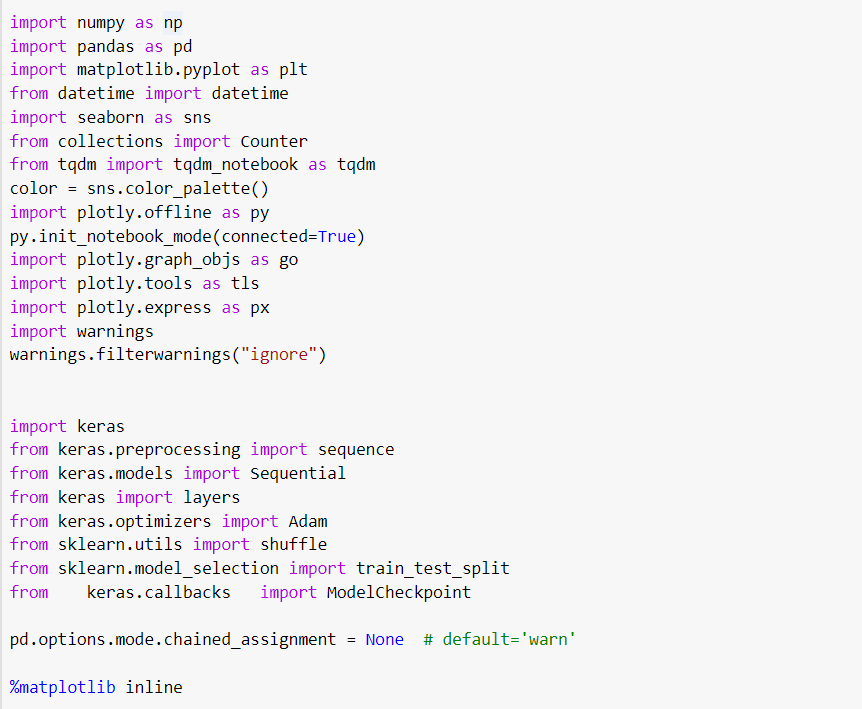 import numpy as np
import pandas as pd
import matplotlib.pyplot as plt
from datetime import datetime
import seaborn as sns
from collections import Counter
from tqdm import tqdm_notebook as tqdm
color = sns.color_palette()
import plotly.offline as py
py.init_notebook_mode(connected=True)
import plotly.graph_objs as go
import plotly.tools as tls
import plotly.express as px
import warnings
warnings.filterwarnings("ignore")
import keras
from keras.preprocessing import sequence
from keras.models import Sequential
from keras import layers
from keras.optimizers import Adam
from sklearn.utils import shuffle
from sklearn.model_selection import train_test_split
from    keras.callbacks   import ModelCheckpoint
pd.options.mode.chained_assignment = None  # default='warn'
%matplotlib inline